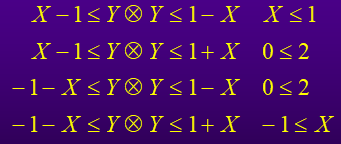 X − 1 ≤ Y ⊗ Y ≤ 1 − X  X ≤ 1
X − 1 ≤ Y ⊗ Y ≤ 1 + X  0 ≤ 2
−1 − X ≤ Y ⊗ Y ≤ 1 − X  0 ≤ 2
−1 − X ≤ Y ⊗ Y ≤ 1 + X  −1 ≤ X